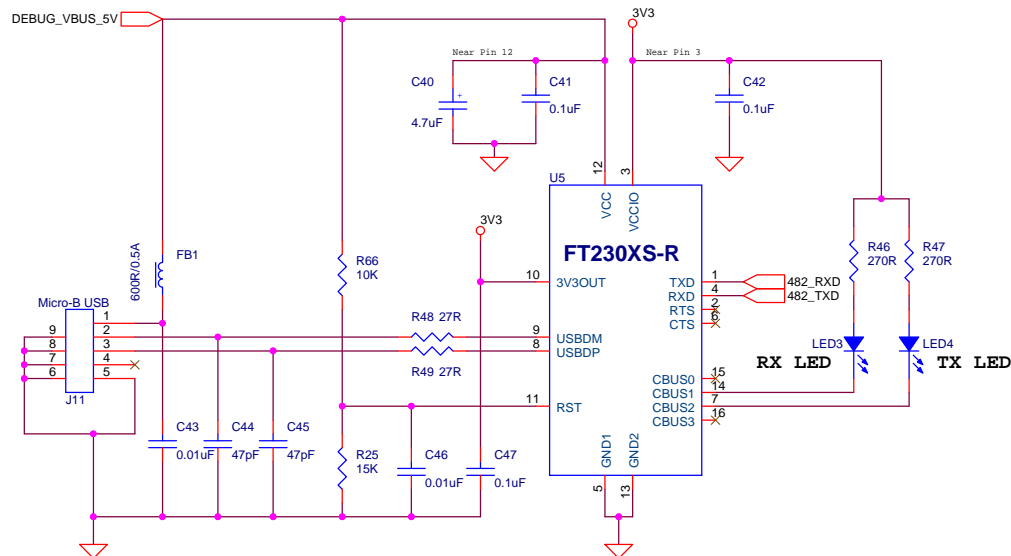 DEBUG_VBUS_5V
3V3
Near Pin 12
Near Pin 3
C40
4.7uF
C41
0.1uF
C42
0.1uF
U5
12
3
VCC
VCCIO
FT230XS-R
600R/0.5A
FB1
R66
10K
3V3
10
3V3OUT
TXD
1
482_RXD
RXD
4
482_TXD
RTS
2
CTS
6
R46
270R
R47
270R
Micro-B USB
1
9
2
8
3
7
4
6
5
J11
R48 27R
9
USBDM
8
USBDP
R49 27R
LED3
RX LED
LED4
TX LED
CBUS0
15
CBUS1
14
CBUS2
7
CBUS3
16
11
RST
C43
0.01uF
C44
47pF
C45
47pF
R25
15K
C46
0.01uF
C47
0.1uF
GND1
GND2
5
13